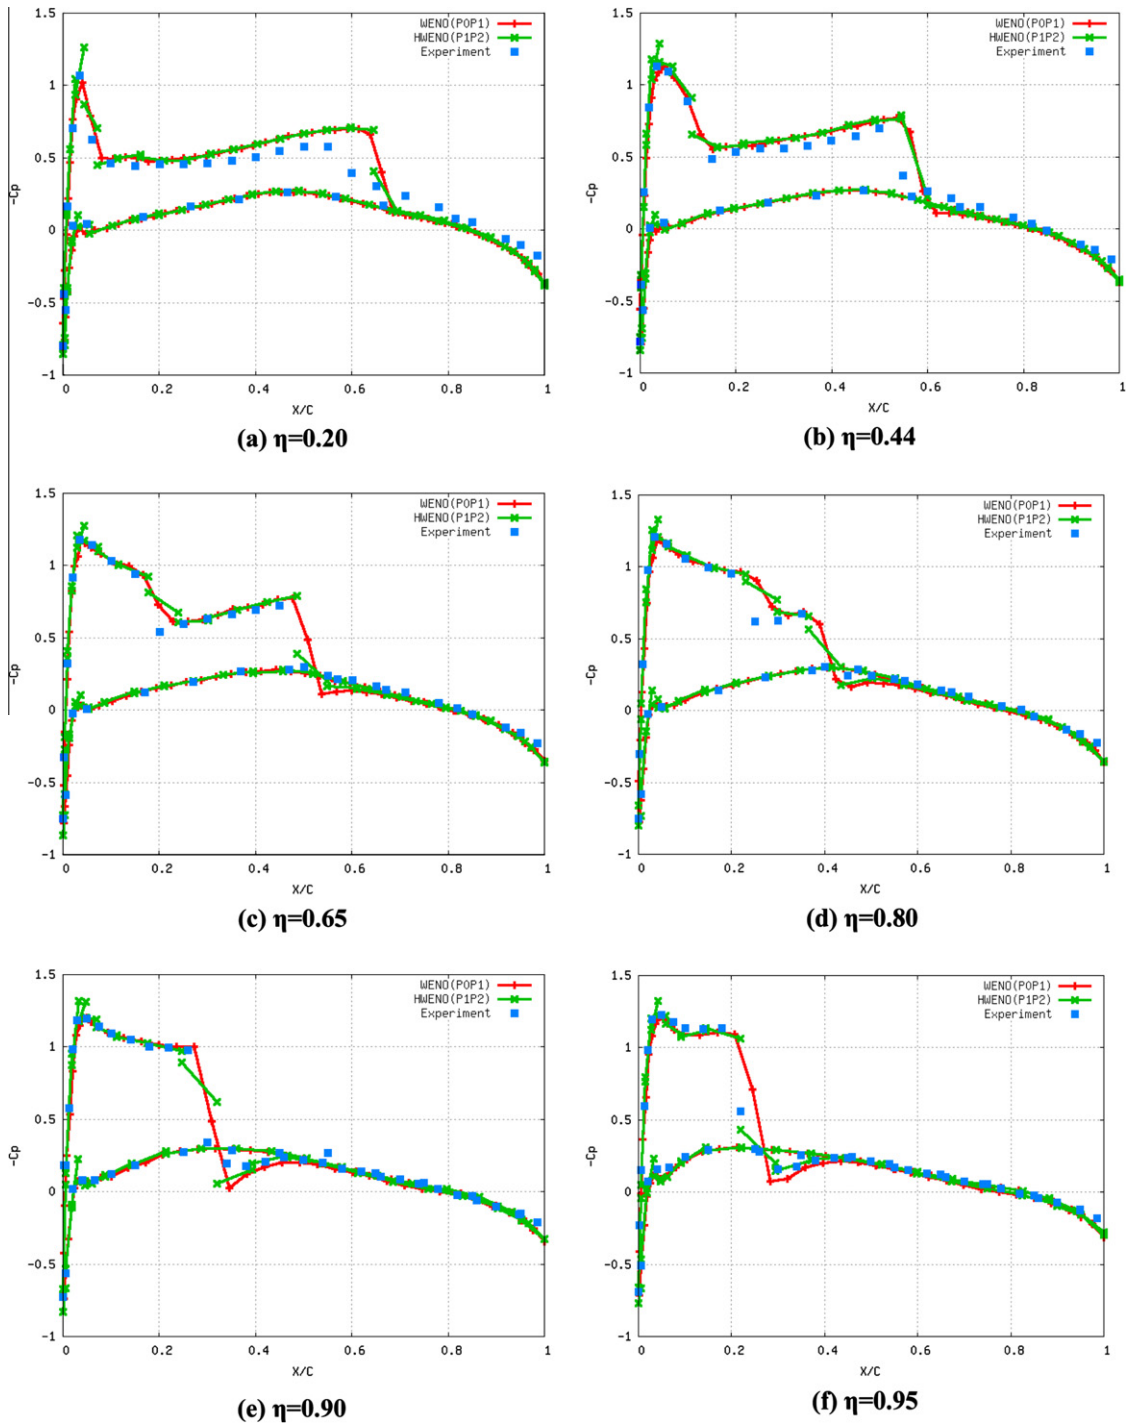 1.5
1
0.5
0
-0.5
-1
-Cp
WENO(P0P1)
HWENO(P1P2)
Experiment
0 0.2 0.4 0.6 0.8 1
X/C
(a) η=0.20
1.5
1
0.5
0
-0.5
-1
-Cp
WENO(P0P1)
HWENO(P1P2)
Experiment
0 0.2 0.4 0.6 0.8 1
X/C
(b) η=0.44
1.5
1
0.5
0
-0.5
-1
-Cp
WENO(P0P1)
HWENO(P1P2)
Experiment
0 0.2 0.4 0.6 0.8 1
X/C
(c) η=0.65
1.5
1
0.5
0
-0.5
-1
-Cp
WENO(P0P1)
HWENO(P1P2)
Experiment
0 0.2 0.4 0.6 0.8 1
X/C
(d) η=0.80
1.5
1
0.5
0
-0.5
-1
-Cp
WENO(P0P1)
HWENO(P1P2)
Experiment
0 0.2 0.4 0.6 0.8 1
X/C
(e) η=0.90
1.5
1
0.5
0
-0.5
-1
-Cp
WENO(P0P1)
HWENO(P1P2)
Experiment
0 0.2 0.4 0.6 0.8 1
X/C
(f) η=0.95